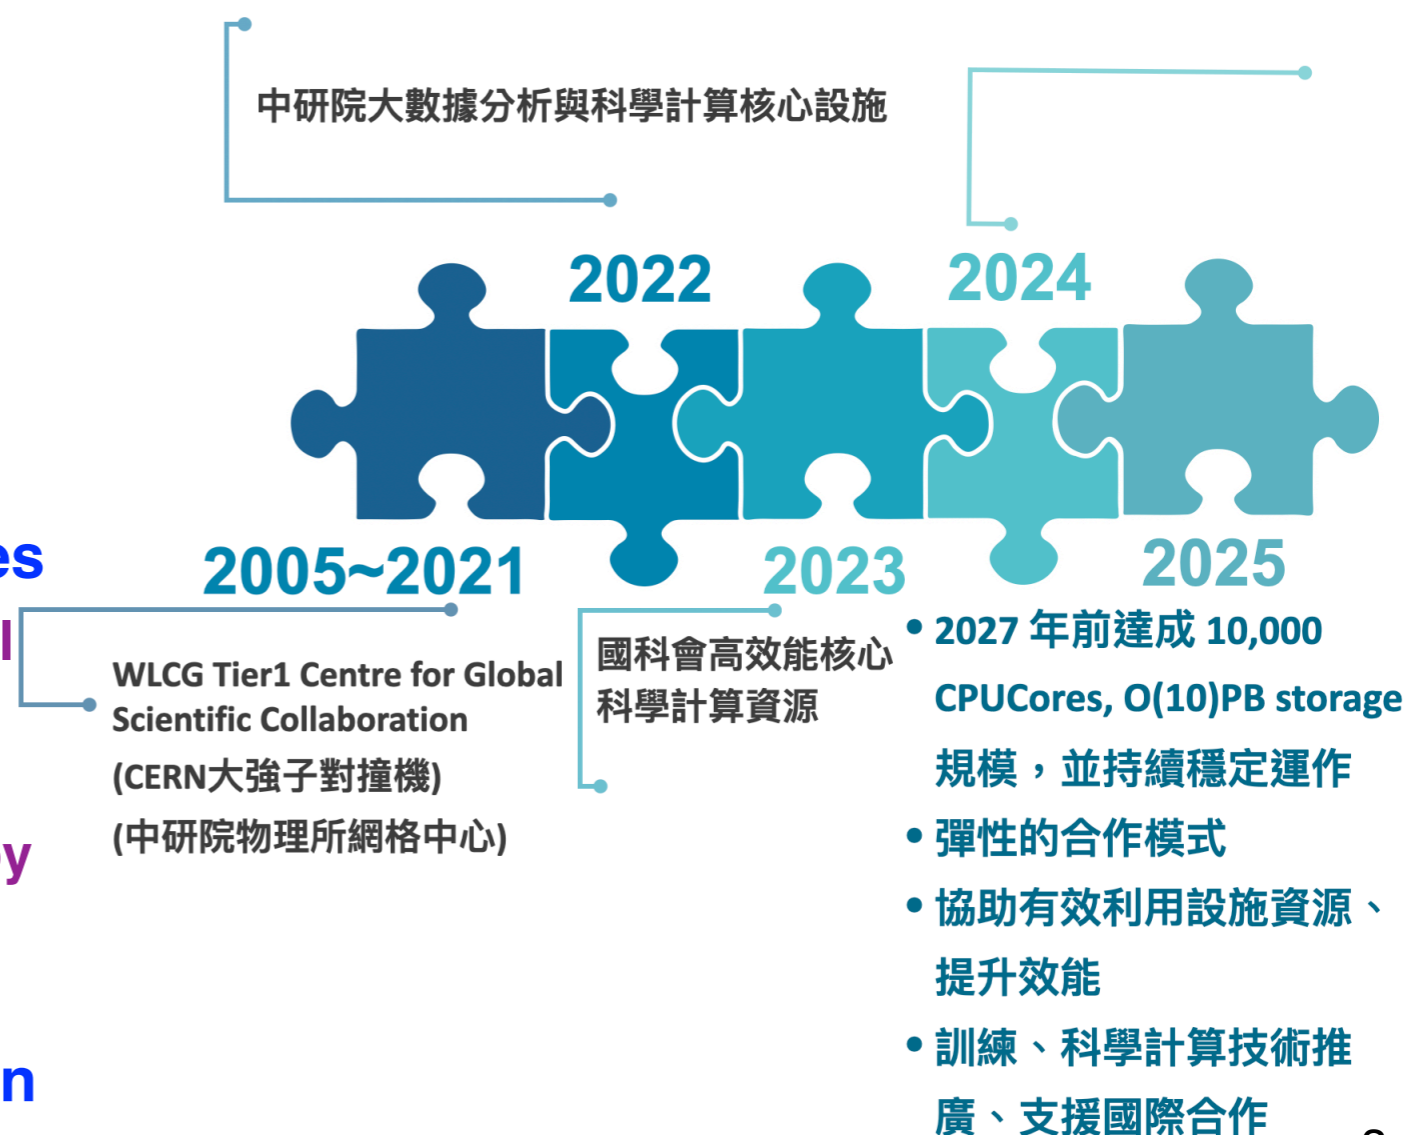 中研院大數據分析與科學計算核心設施
2022
2024
2005~2021
2023
2025
WLCG Tier1 Centre for Global
Scientific Collaboration
(CERN大強子對撞機)
(中研院物理所網格中心)
國科會高效能核心
科學計算資源
• 2027 年前達成 10,000
CPUCores, O(10)PB storage
規模，並持續穩定運作
• 彈性的合作模式
• 協助有效利用設施資源、
提升效能
• 訓練、科學計算技術推
廣、支援國際合作